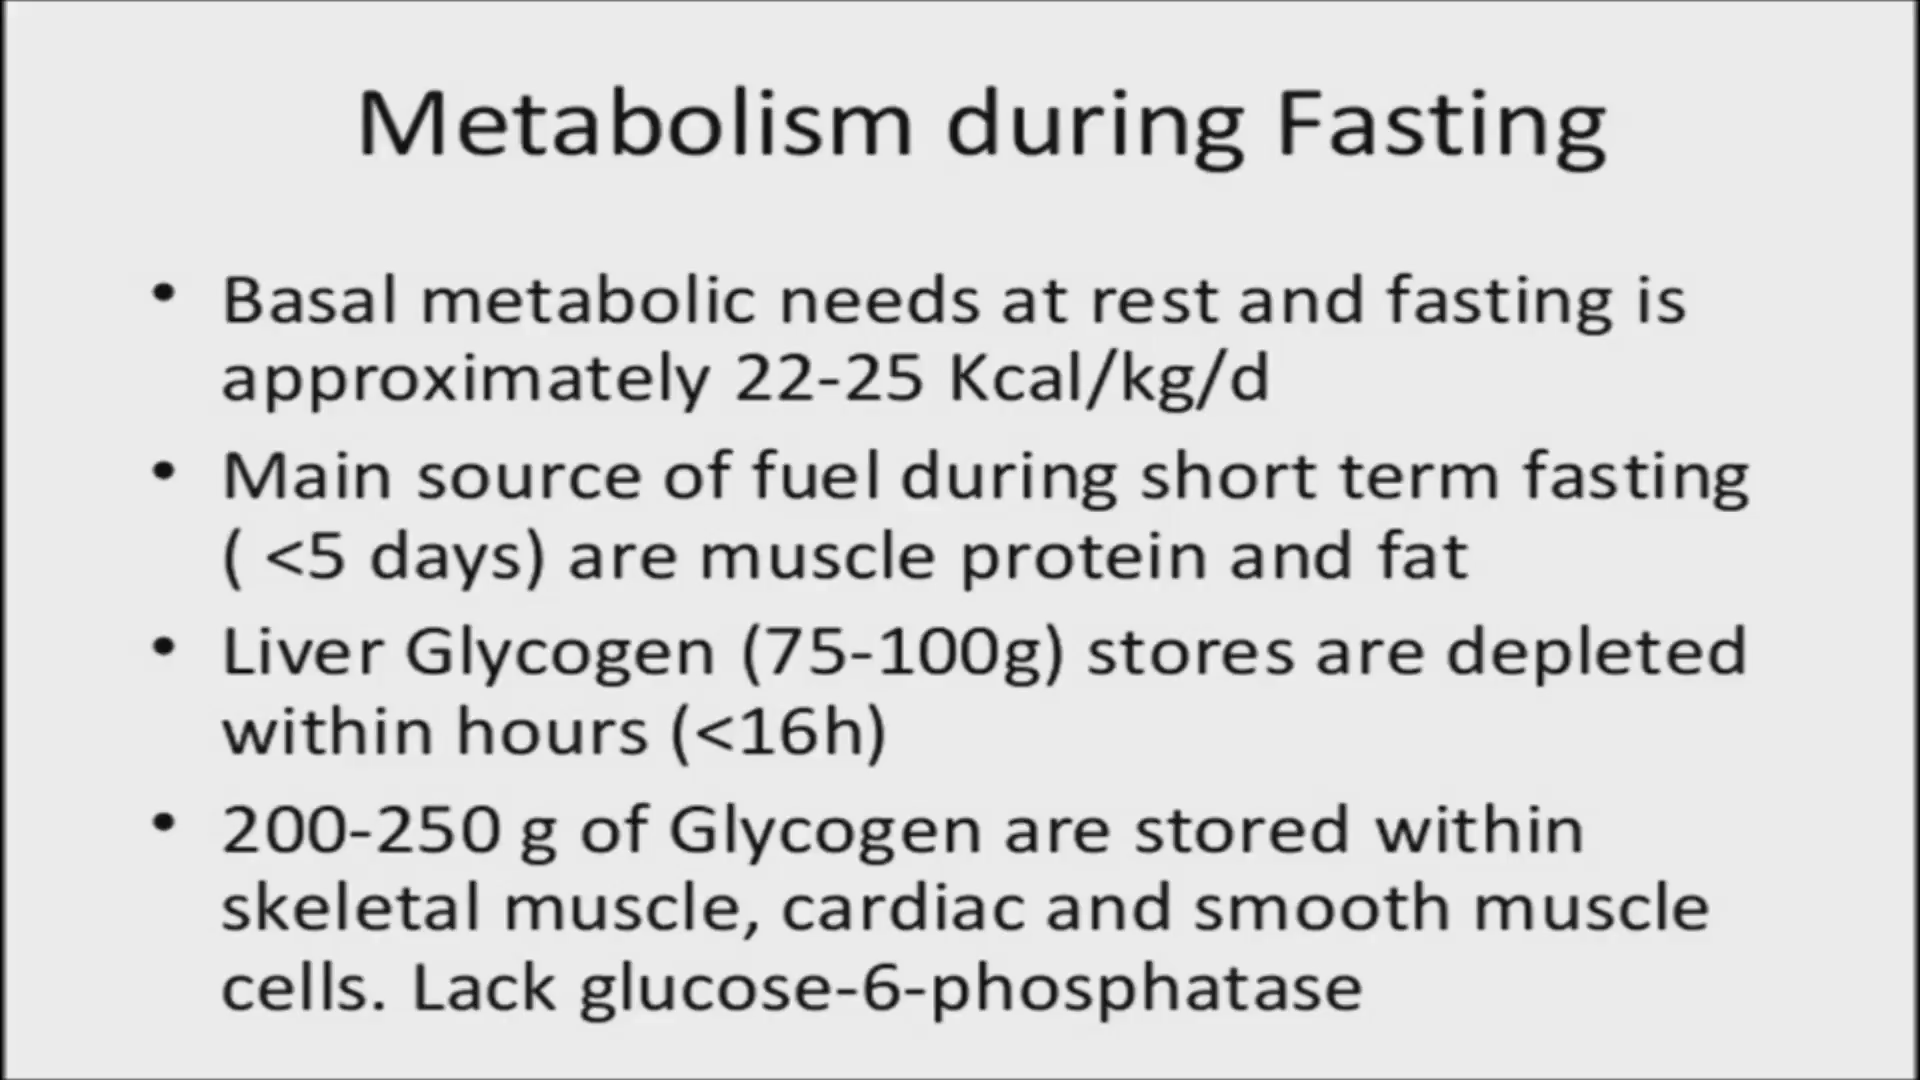 Metabolism during Fasting
• Basal metabolic needs at rest and fasting is
approximately 22-25 Kcal/kg/d
• Main source of fuel during short term fasting
( <5 days) are muscle protein and fat
• Liver Glycogen (75-100g) stores are depleted
within hours (<16h)
• 200-250 g of Glycogen are stored within
skeletal muscle, cardiac and smooth muscle
cells. Lack glucose-6-phosphatase